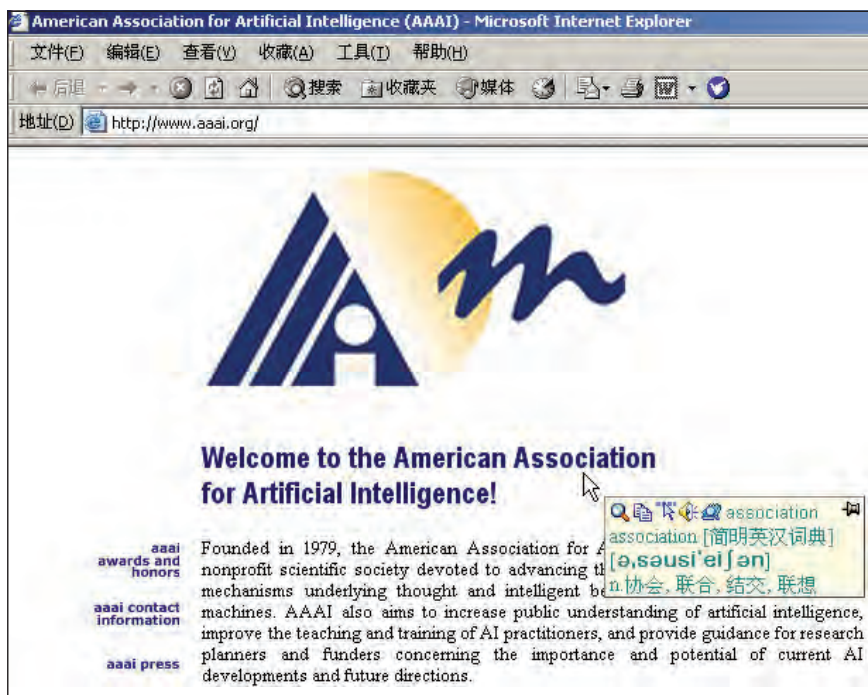 American Association for Artificial Intelligence (AAAI) - Microsoft Internet Explorer
文件(F) 编辑(E) 查看(V) 收藏(A) 工具(T) 帮助(H)
后退 搜索 收藏夹 媒体
地址(D) http://www.aaai.org/
Welcome to the American Association
for Artificial Intelligence!
association
association [简明英汉词典]
[ə,səusi'eiʃən]
n.协会, 联合, 结交, 联想
aaai
awards and
honors
aaai contact
information
aaai press
Founded in 1979, the American Association for A
nonprofit scientific society devoted to advancing th
mechanisms underlying thought and intelligent be
machines. AAAI also aims to increase public understanding of artificial intelligence,
improve the teaching and training of AI practitioners, and provide guidance for research
planners and funders concerning the importance and potential of current AI
developments and future directions.